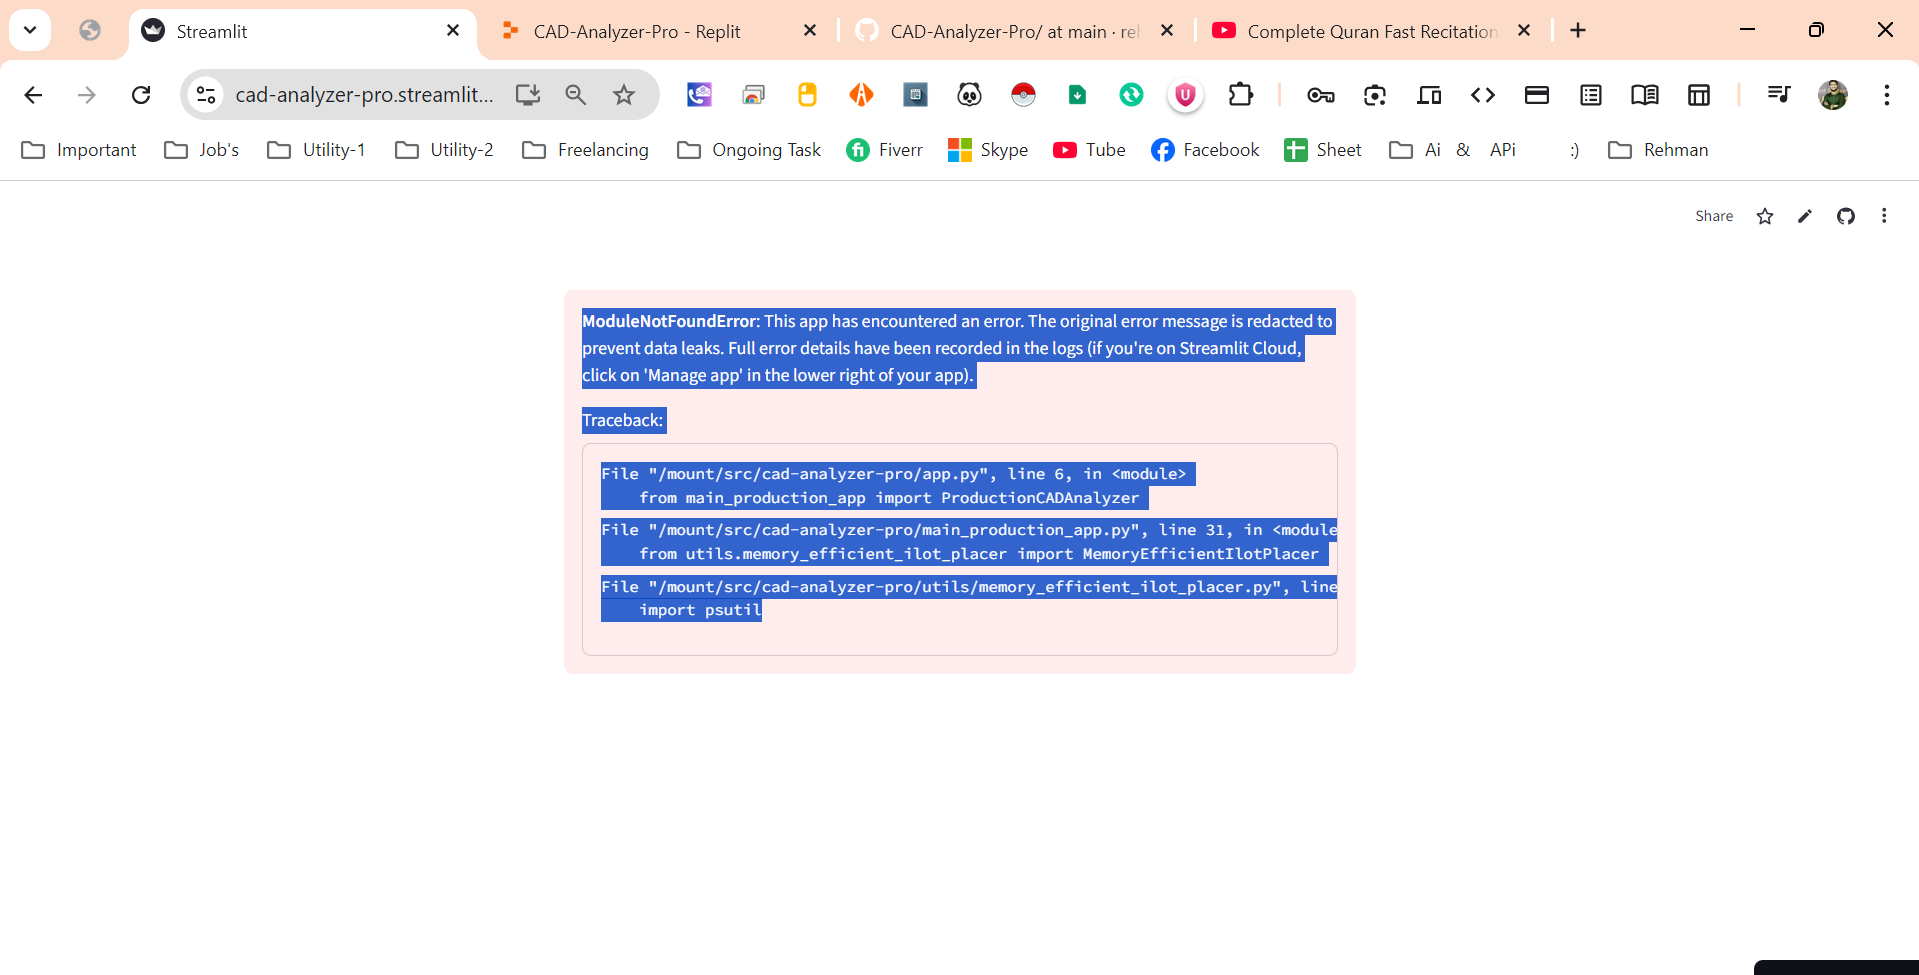 Streamlit
CAD-Analyzer-Pro - Replit
CAD-Analyzer-Pro/ at main · rel
Complete Quran Fast Recitation
cad-analyzer-pro.streamlit...
Important
Job's
Utility-1
Utility-2
Freelancing
Ongoing Task
fi Fiverr
Skype
Tube
Facebook
Sheet
Ai & APi :)
Rehman
Share
ModuleNotFoundError: This app has encountered an error. The original error message is redacted to
prevent data leaks. Full error details have been recorded in the logs (if you're on Streamlit Cloud,
click on 'Manage app' in the lower right of your app).
Traceback:
File "/mount/src/cad-analyzer-pro/app.py", line 6, in <module>
from main_production_app import ProductionCADAnalyzer
File "/mount/src/cad-analyzer-pro/main_production_app.py", line 31, in <module
from utils.memory_efficient_ilot_placer import MemoryEfficientIlotPlacer
File "/mount/src/cad-analyzer-pro/utils/memory_efficient_ilot_placer.py", line
import psutil